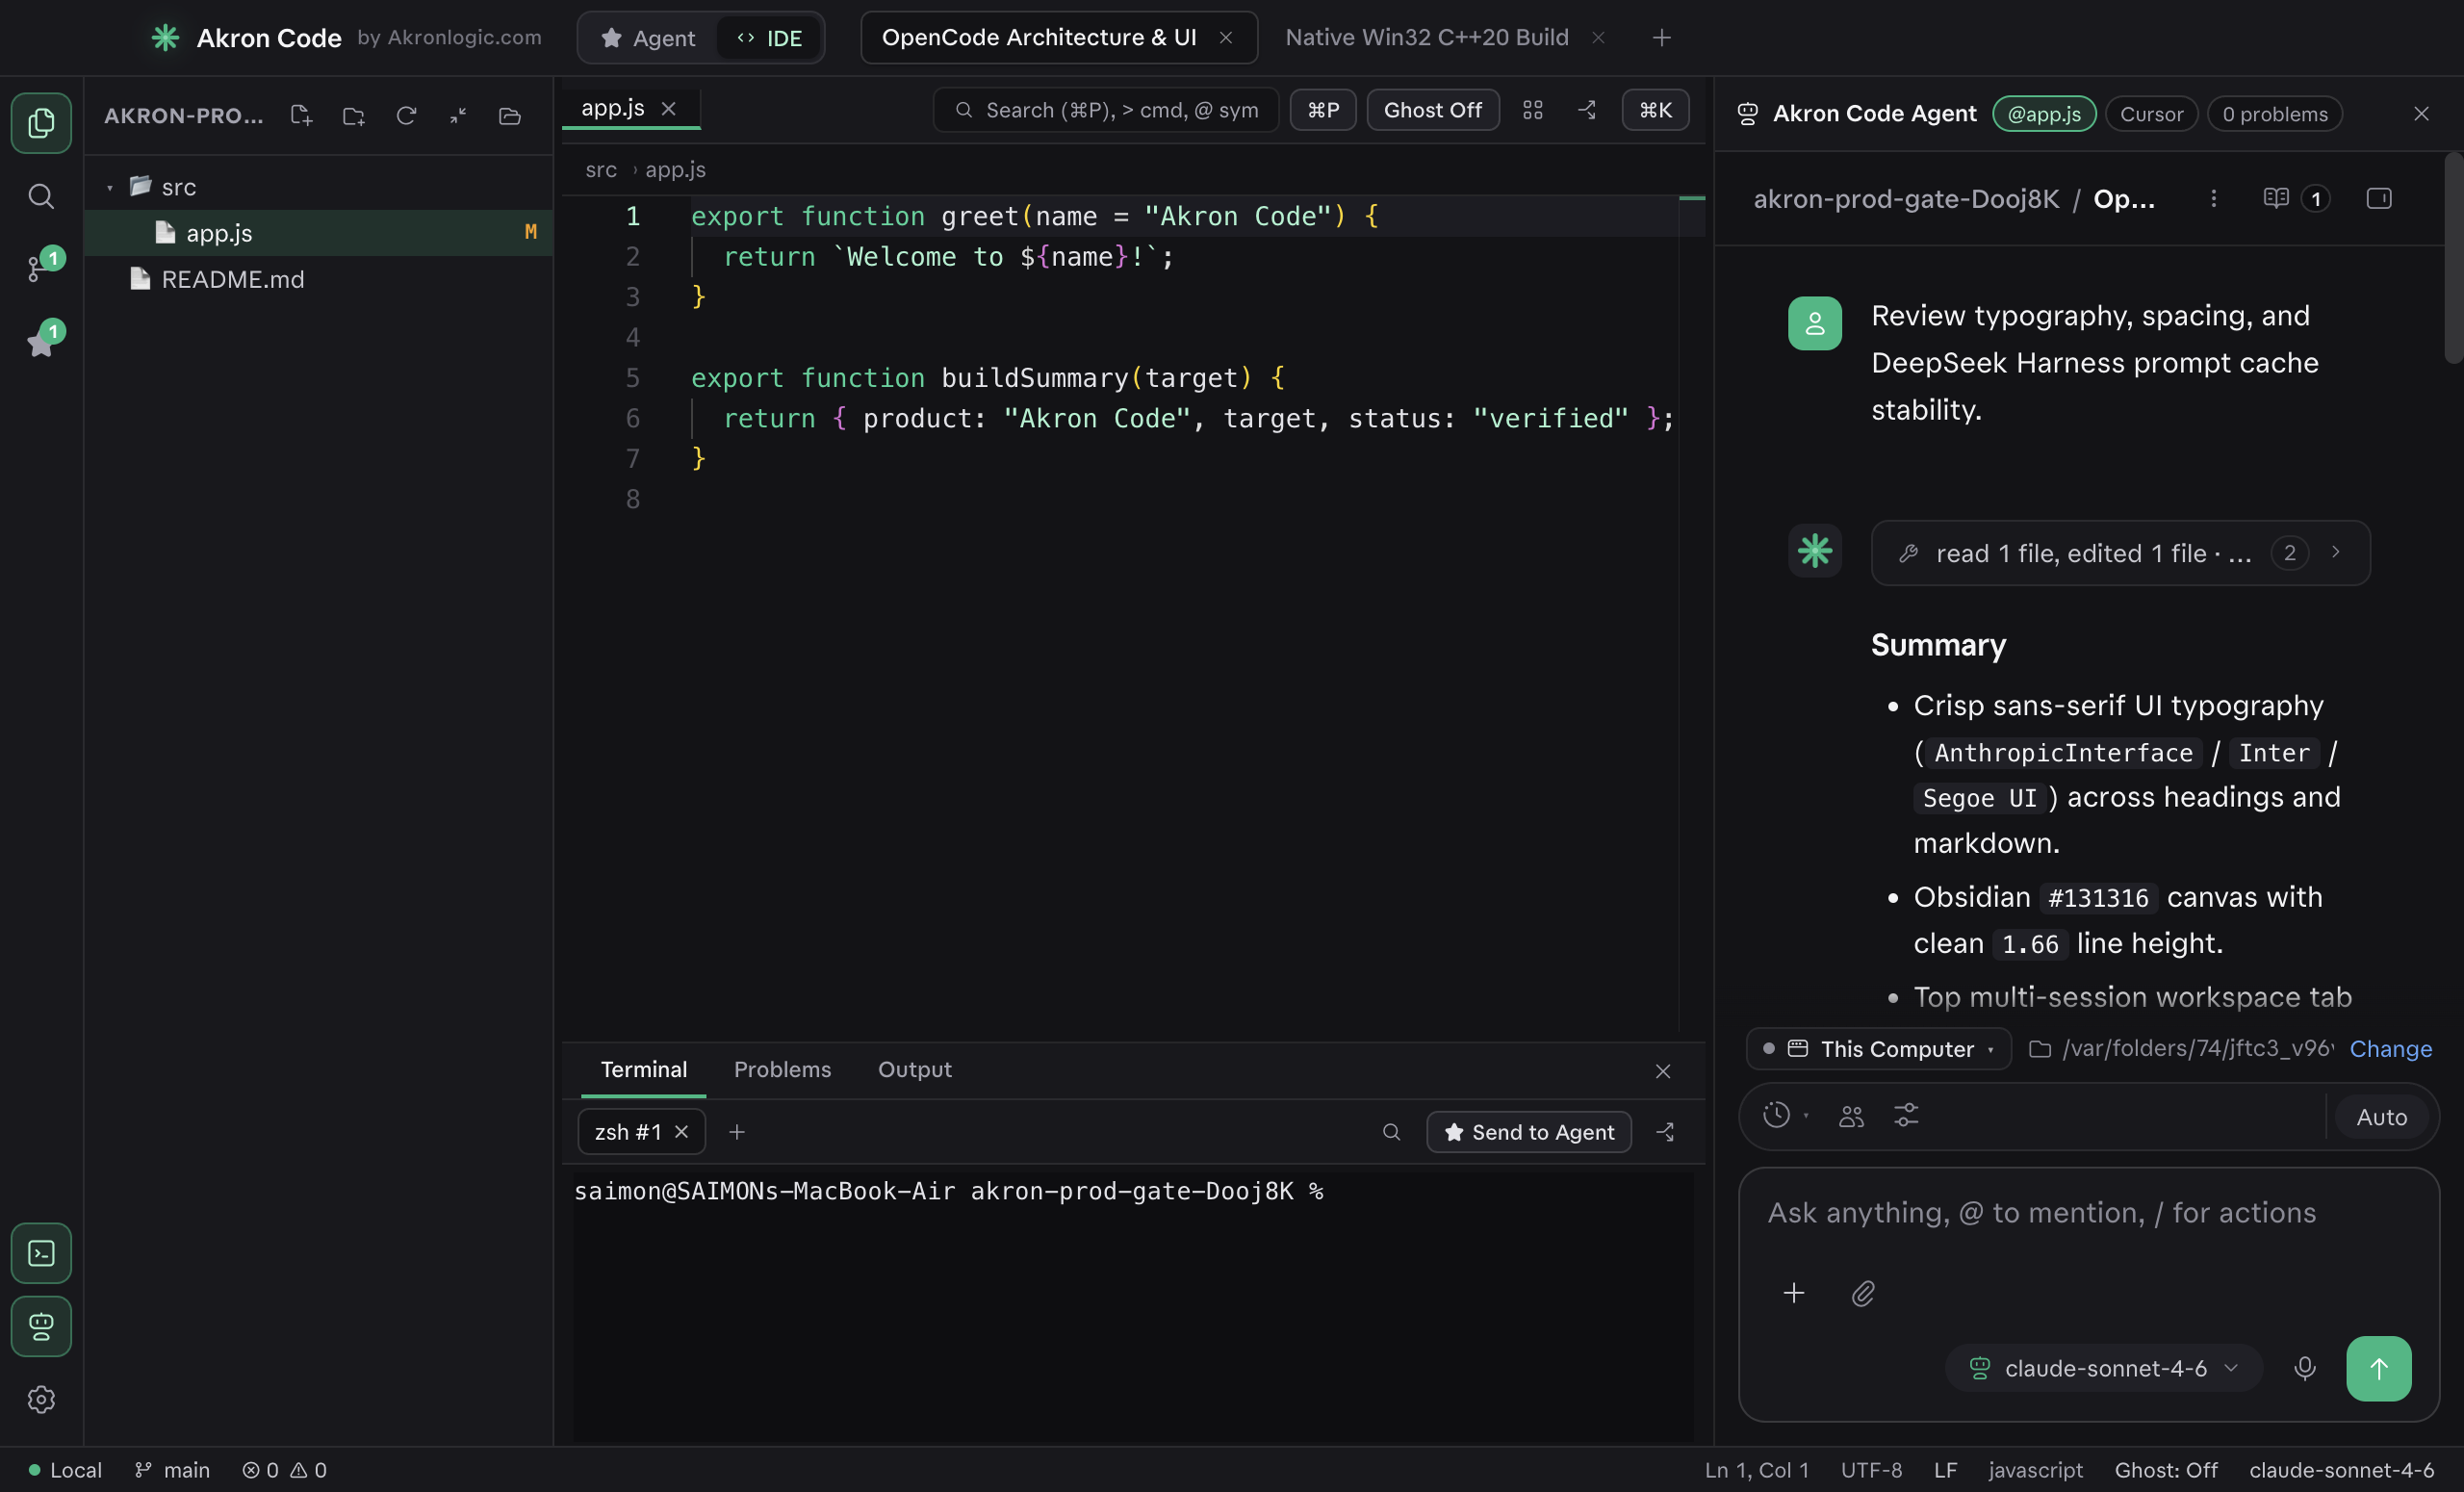 Akron Code by Akronlogic.com
Agent
IDE
OpenCode Architecture & UI
Native Win32 C++20 Build
AKRON-PRO...
src
app.js M
README.md
1
1
app.js
Search (⌘P), > cmd, @ sym
⌘P
Ghost Off
⌘K
src › app.js
1 export function greet(name = "Akron Code") {
2 return `Welcome to ${name}!`;
3 }
4
5 export function buildSummary(target) {
6 return { product: "Akron Code", target, status: "verified" };
7 }
8
Terminal
Problems
Output
zsh #1
Send to Agent
saimon@SAIMONs-MacBook-Air akron-prod-gate-Dooj8K %
Akron Code Agent
@app.js
Cursor
0 problems
akron-prod-gate-Dooj8K / Op...
1
Review typography, spacing, and
DeepSeek Harness prompt cache
stability.
read 1 file, edited 1 file · ... 2
Summary
• Crisp sans-serif UI typography
(AnthropicInterface / Inter /
Segoe UI) across headings and
markdown.
• Obsidian #131316 canvas with
clean 1.66 line height.
• Top multi-session workspace tab
This Computer
/var/folders/74/jftc3_v96
Change
Auto
Ask anything, @ to mention, / for actions
claude-sonnet-4-6
Local
main
0
0
Ln 1, Col 1
UTF-8
LF
javascript
Ghost: Off
claude-sonnet-4-6